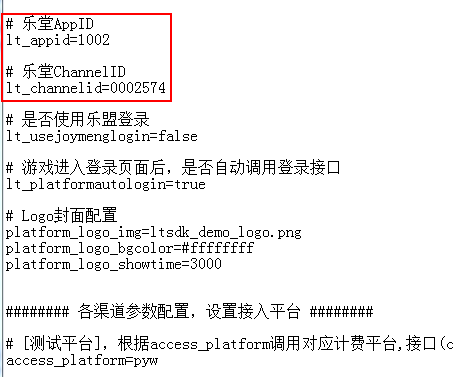 # 乐堂AppID
lt_appid=1002
# 乐堂ChannelID
lt_channelid=0002574
# 是否使用乐盟登录
lt_usejoymenglogin=false
# 游戏进入登录页面后，是否自动调用登录接口
lt_platformautologin=true
# Logo封面配置
platform_logo_img=ltsdk_demo_logo.png
platform_logo_bgcolor=#ffffffff
platform_logo_showtime=3000
######## 各渠道参数配置，设置接入平台 ########
# [测试平台]，根据access_platform调用对应计费平台,接口(c
access_platform=pyw